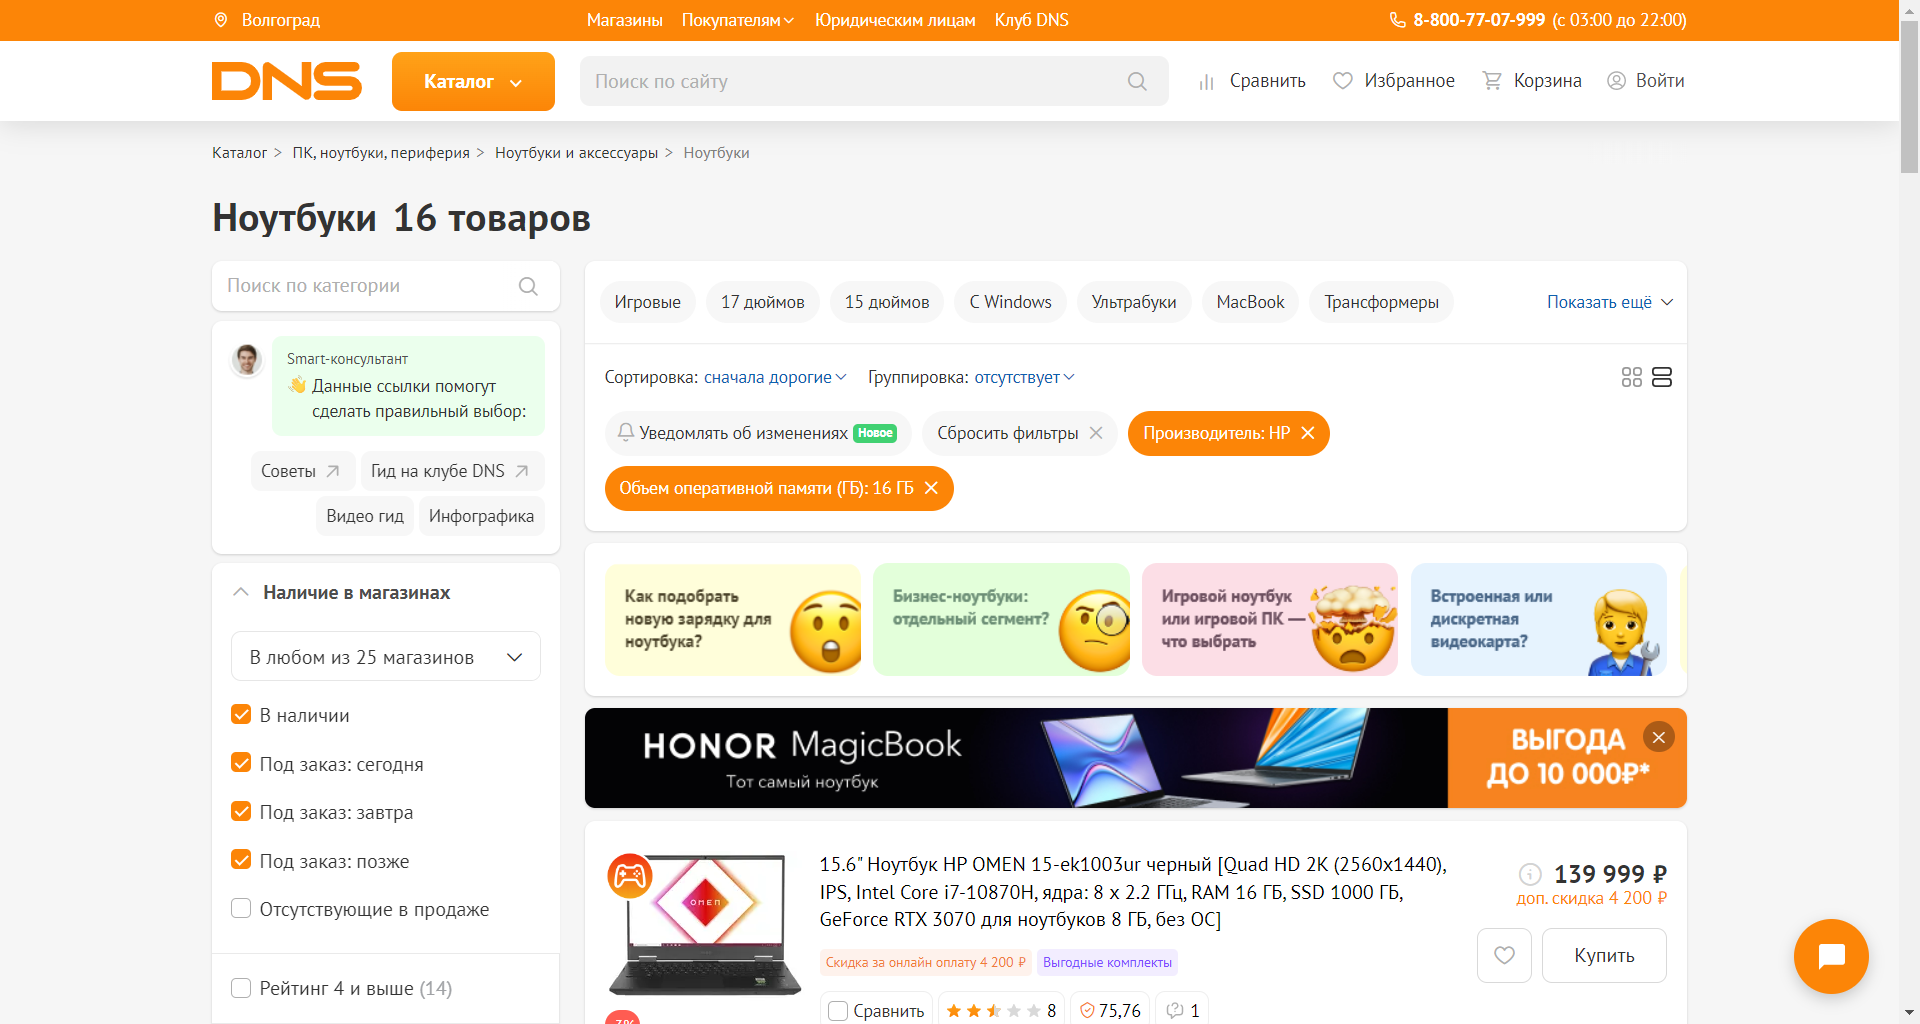 Волгоград
Магазины
Покупателям
Юридическим лицам
Клуб DNS
8-800-77-07-999 (с 03:00 до 22:00)
DNS
Каталог
Поиск по сайту
Сравнить
Избранное
Корзина
Войти
Каталог > ПК, ноутбуки, периферия > Ноутбуки и аксессуары > Ноутбуки
Ноутбуки 16 товаров
Поиск по категории
Smart-консультант
Данные ссылки помогут
сделать правильный выбор:
Советы
Гид на клубе DNS
Видео гид
Инфографика
Наличие в магазинах
В любом из 25 магазинов
В наличии
Под заказ: сегодня
Под заказ: завтра
Под заказ: позже
Отсутствующие в продаже
Рейтинг 4 и выше (14)
Игровые
17 дюймов
15 дюймов
С Windows
Ультрабуки
MacBook
Трансформеры
Показать ещё
Сортировка: сначала дорогие
Группировка: отсутствует
Уведомлять об изменениях Новое
Сбросить фильтры
Производитель: HP
Объем оперативной памяти (ГБ): 16 ГБ
Как подобрать
новую зарядку для
ноутбука?
Бизнес-ноутбуки:
отдельный сегмент?
Игровой ноутбук
или игровой ПК —
что выбрать
Встроенная или
дискретная
видеокарта?
HONOR MagicBook
Тот самый ноутбук
ВЫГОДА
ДО 10 000₽*
OMEN
15.6" Ноутбук HP OMEN 15-ek1003ur черный [Quad HD 2K (2560x1440),
IPS, Intel Core i7-10870H, ядра: 8 х 2.2 ГГц, RAM 16 ГБ, SSD 1000 ГБ,
GeForce RTX 3070 для ноутбуков 8 ГБ, без ОС]
139 999 ₽
доп. скидка 4 200 ₽
Скидка за онлайн оплату 4 200 ₽
Выгодные комплекты
Купить
Сравнить
8
75,76
1